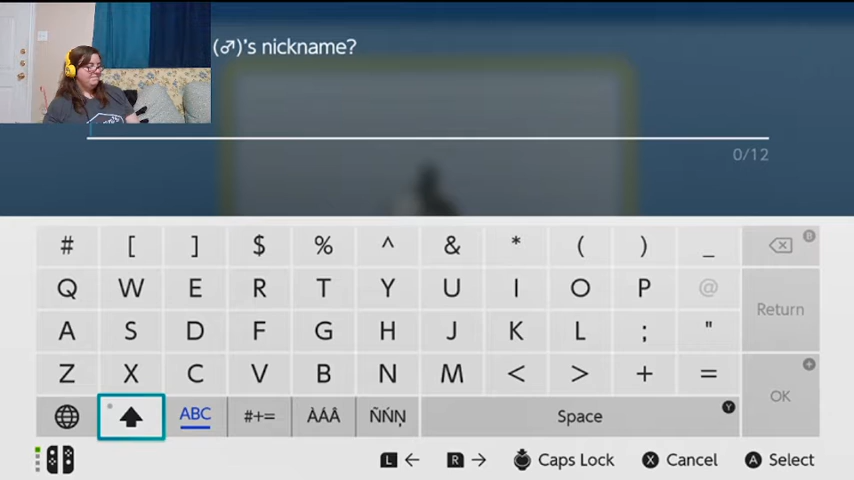 (♂)'s nickname?
0/12
# [ ] $ % ^ & * ( ) _ B
Q W E R T Y U I O P @ Return
A S D F G H J K L ; "
Z X C V B N M < > + = OK
ABC #+= ÀÁÂ ÑŃŅ Space Y
L ← R → Caps Lock X Cancel A Select